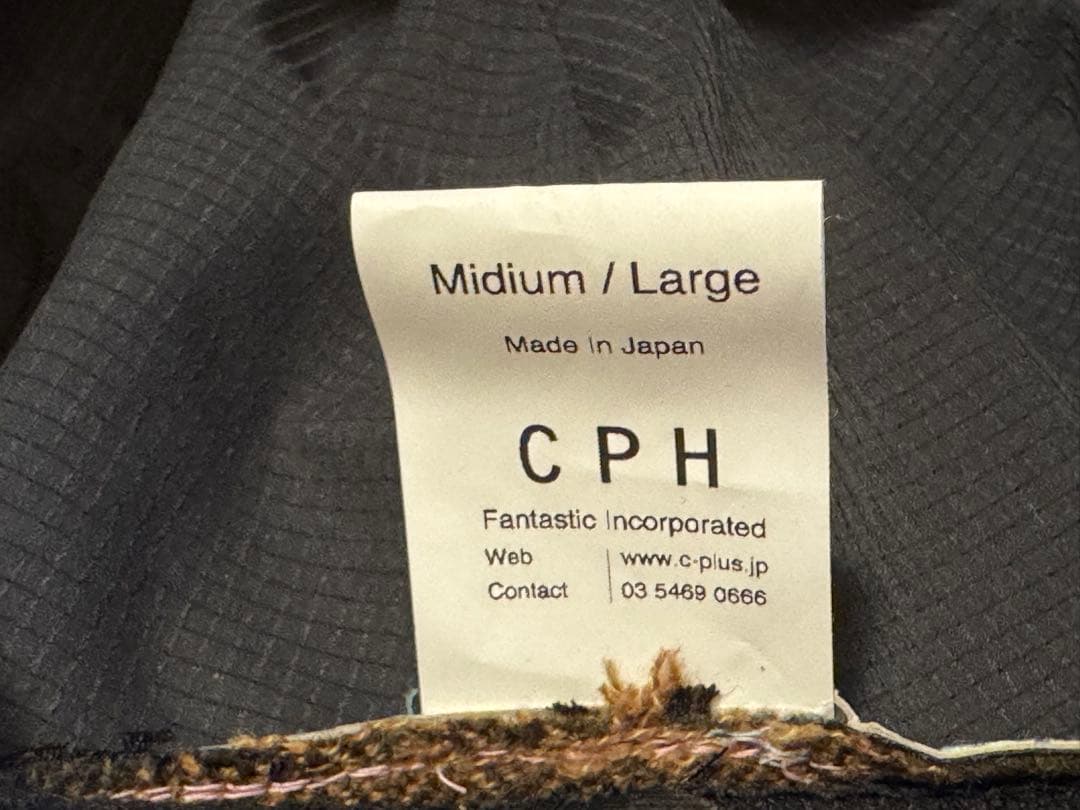 Midium / Large
Made in Japan
C P H
Fantastic Incorporated
Web www.c-plus.jp
Contact 03 5469 0666